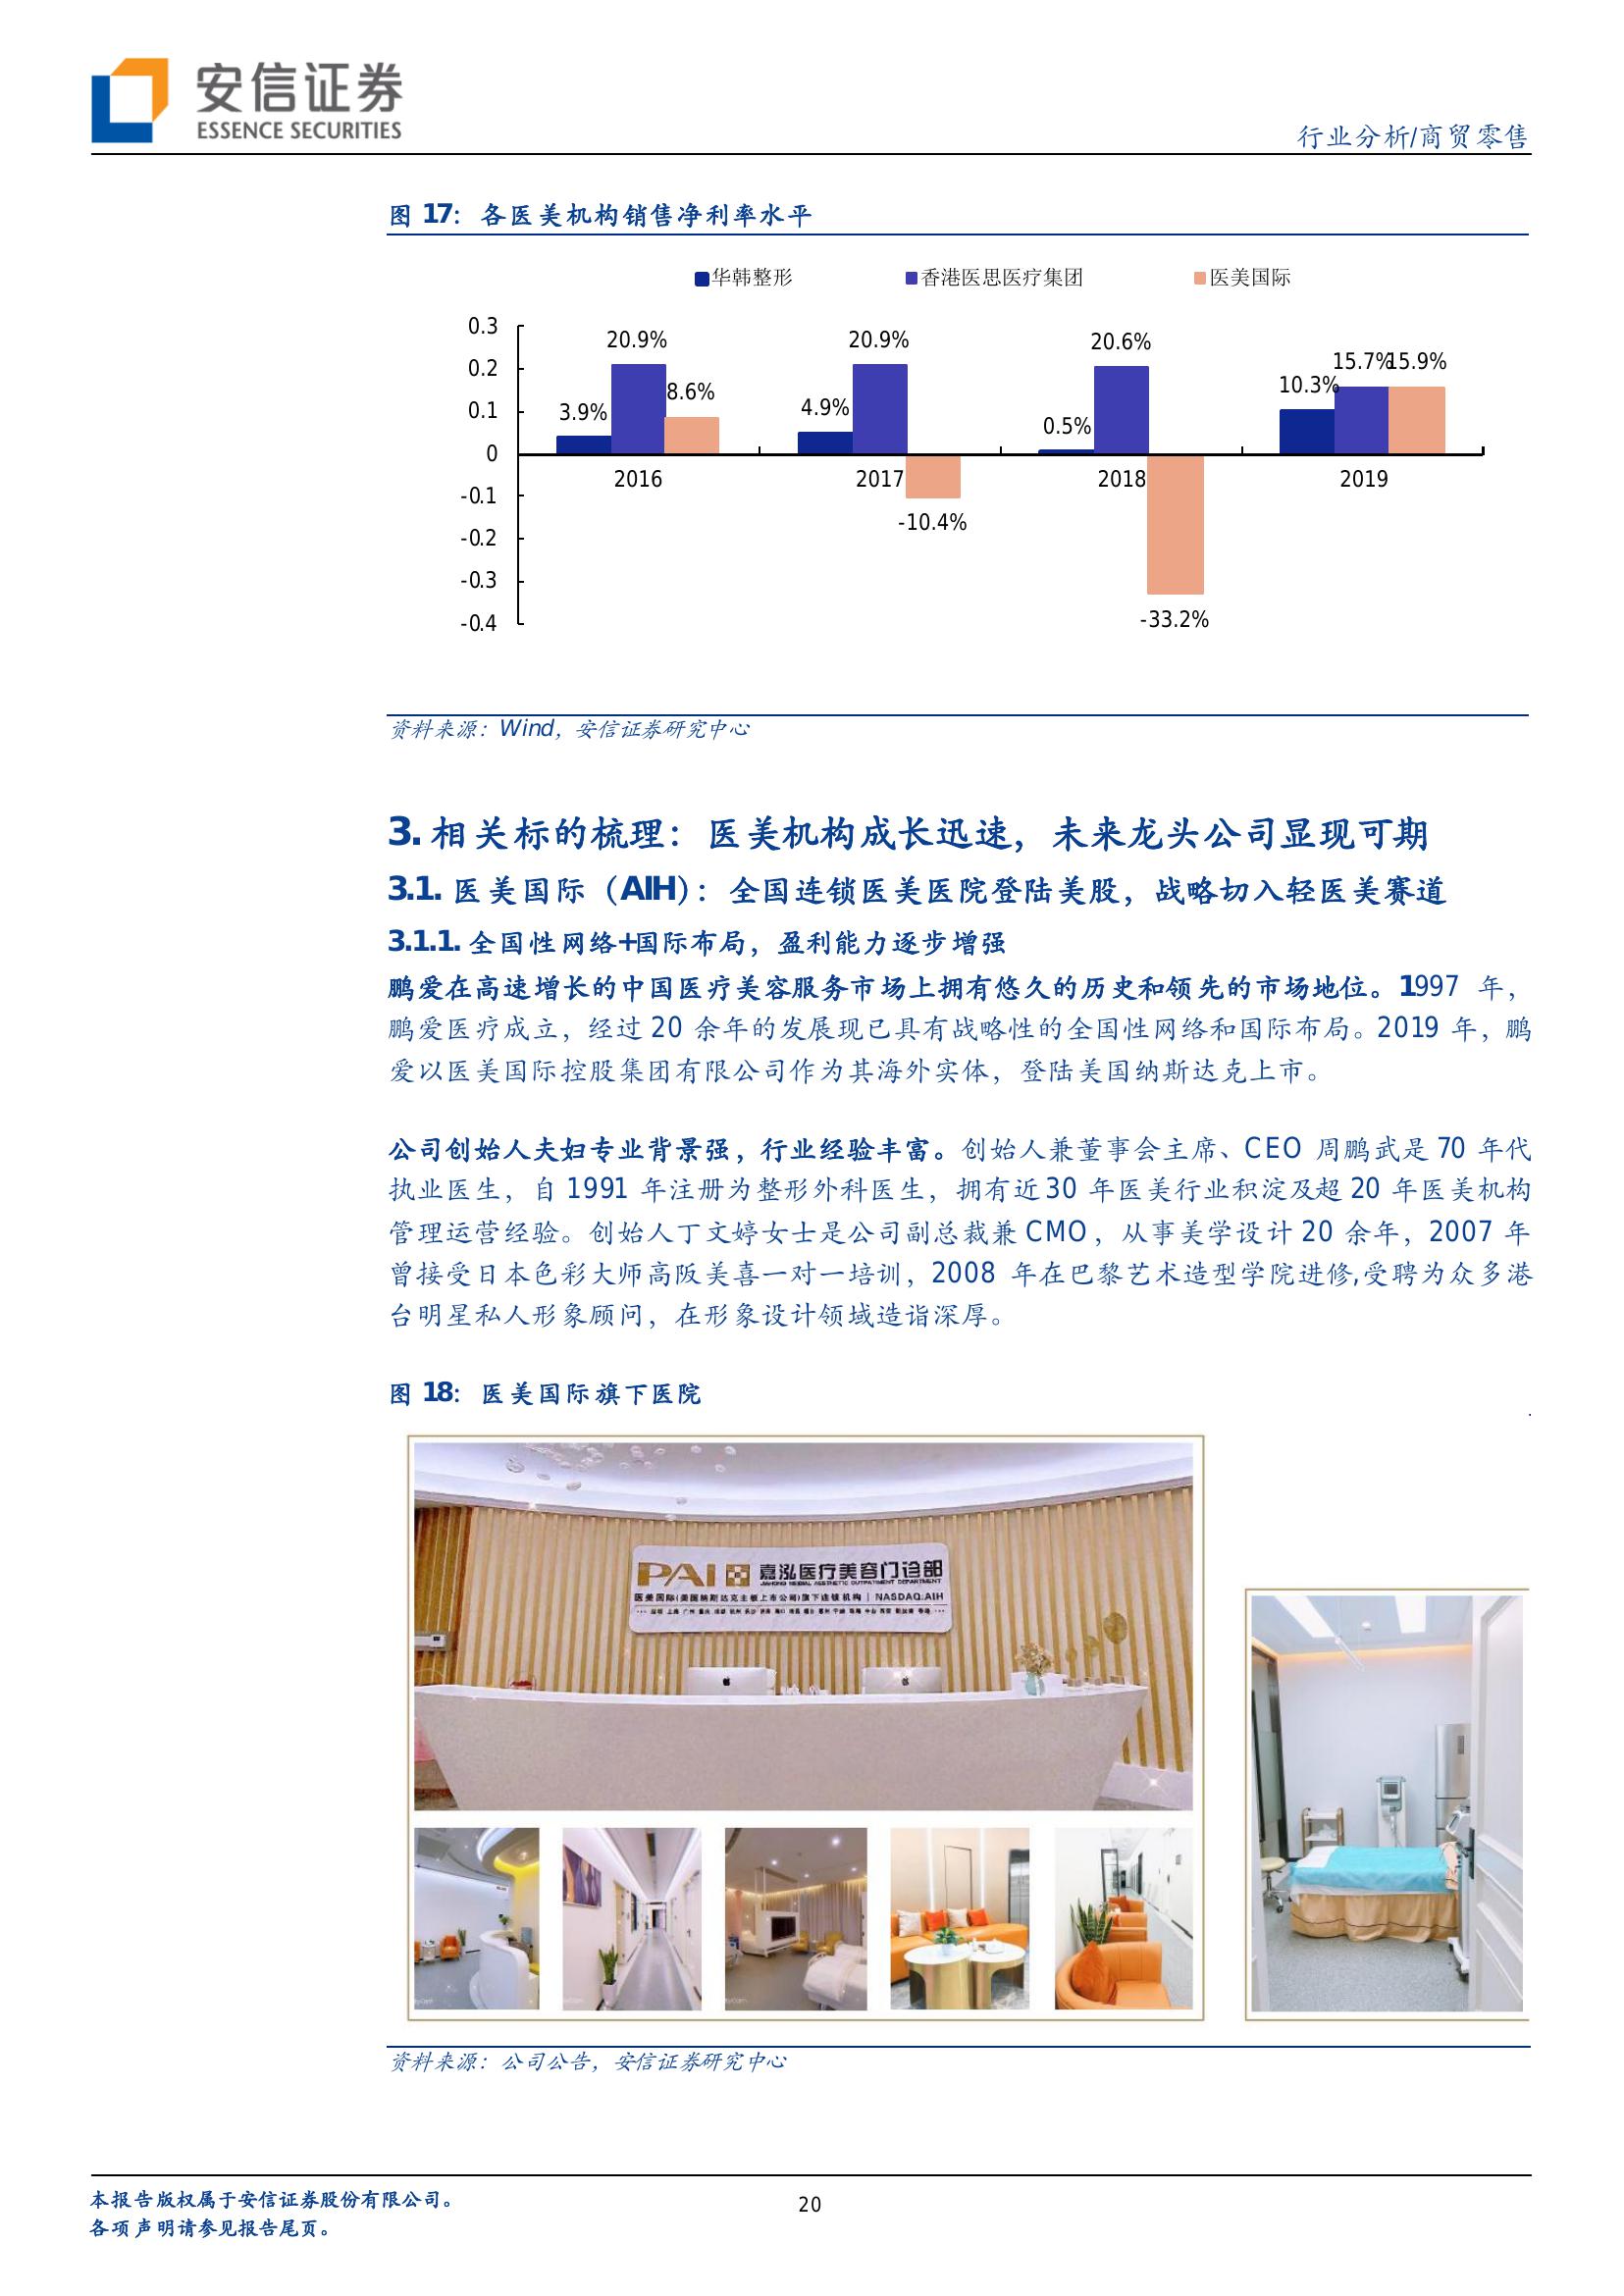 安信证券
ESSENCE SECURITIES
行业分析/商贸零售
图 17：各医美机构销售净利率水平
华韩整形 香港医思医疗集团 医美国际
0.3
0.2
0.1
0
-0.1
-0.2
-0.3
-0.4
3.9% 20.9% 8.6%
4.9% 20.9% -10.4%
0.5% 20.6% -33.2%
10.3% 15.7% 15.9%
2016 2017 2018 2019
资料来源：Wind，安信证券研究中心
3. 相关标的梳理：医美机构成长迅速，未来龙头公司显现可期
3.1. 医美国际（AIH）：全国连锁医美医院登陆美股，战略切入轻医美赛道
3.1.1. 全国性网络+国际布局，盈利能力逐步增强
鹏爱在高速增长的中国医疗美容服务市场上拥有悠久的历史和领先的市场地位。1997 年，
鹏爱医疗成立，经过 20 余年的发展现已具有战略性的全国性网络和国际布局。2019 年，鹏
爱以医美国际控股集团有限公司作为其海外实体，登陆美国纳斯达克上市。
公司创始人夫妇专业背景强，行业经验丰富。创始人兼董事会主席、CEO 周鹏武是 70 年代
执业医生，自 1991 年注册为整形外科医生，拥有近 30 年医美行业积淀及超 20 年医美机构
管理运营经验。创始人丁文婷女士是公司副总裁兼 CMO，从事美学设计 20 余年，2007 年
曾接受日本色彩大师高阪美喜一对一培训，2008 年在巴黎艺术造型学院进修,受聘为众多港
台明星私人形象顾问，在形象设计领域造诣深厚。
图 18：医美国际旗下医院
PAI 嘉泓医疗美容门诊部
JIAHONG MEDICAL AESTHETIC OUTPATIENT DEPARTMENT
医美国际(美国纳斯达克主板上市公司)旗下连锁机构 | NASDAQ:AIH
资料来源：公司公告，安信证券研究中心
本报告版权属于安信证券股份有限公司。
各项声明请参见报告尾页。
20